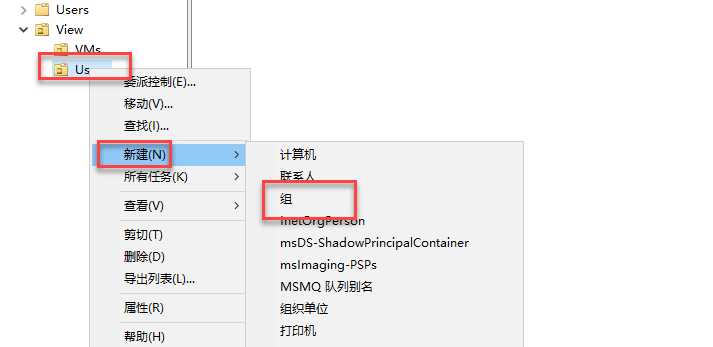 Users
View
VMs
Us
委派控制(E)...
移动(V)...
查找(I)...
新建(N)
所有任务(K)
查看(V)
剪切(T)
删除(D)
导出列表(L)...
属性(R)
帮助(H)
计算机
联系人
组
InetOrgPerson
msDS-ShadowPrincipalContainer
msImaging-PSPs
MSMQ 队列别名
组织单位
打印机